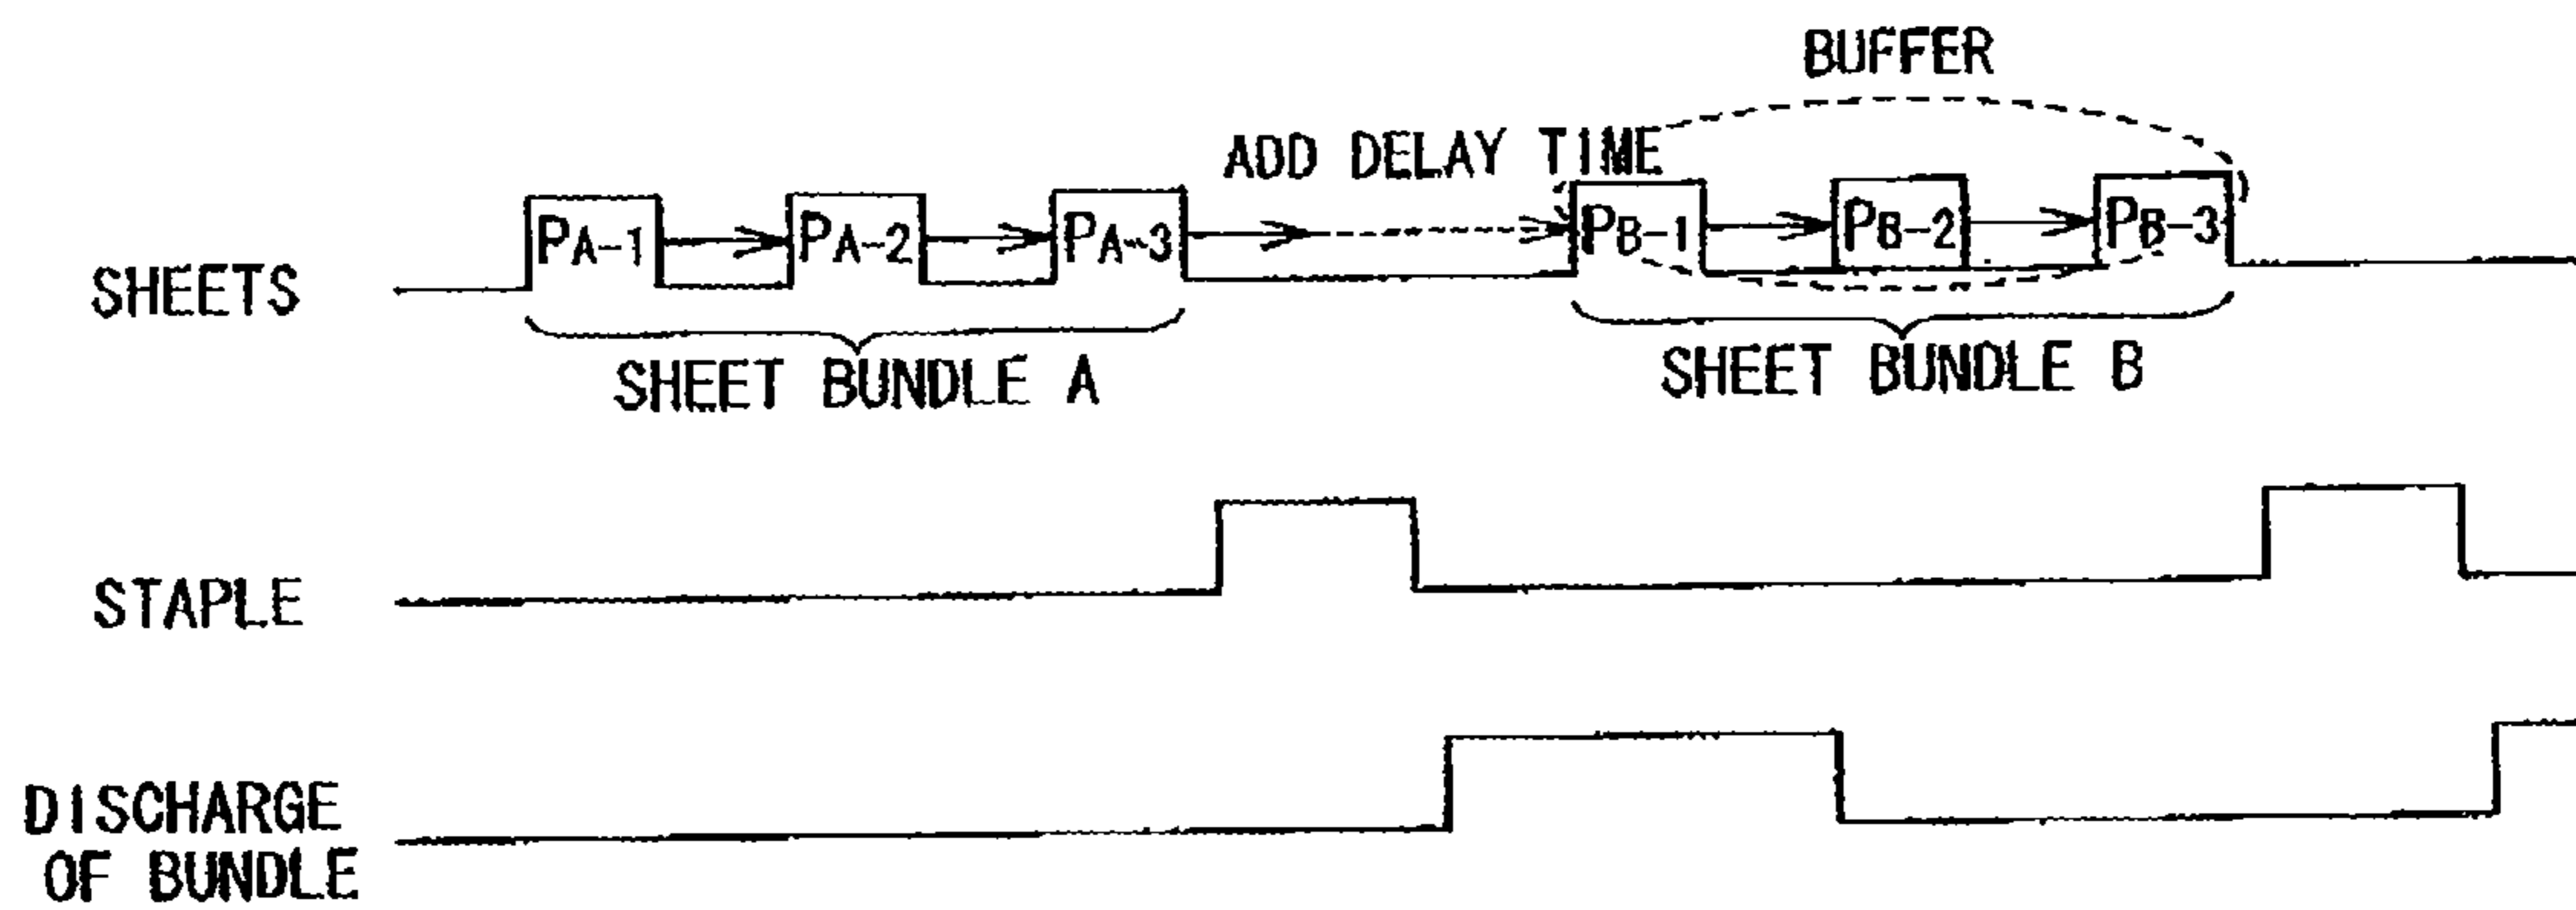 BUFFER
ADD DELAY TIME
SHEETS
PA-1 PA-2 PA-3 PB-1 PB-2 PB-3
SHEET BUNDLE A
SHEET BUNDLE B
STAPLE
DISCHARGE
OF BUNDLE